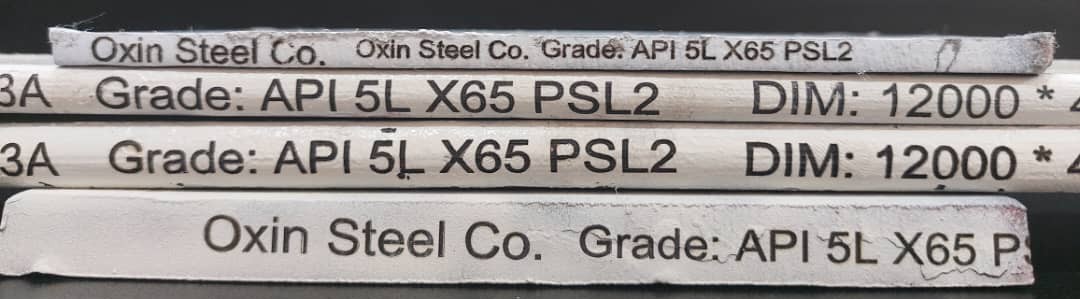 Oxin Steel Co. Oxin Steel Co. Grade: API 5L X65 PSL2
3A Grade: API 5L X65 PSL2 DIM: 12000 *
3A Grade: API 5L X65 PSL2 DIM: 12000 *
Oxin Steel Co. Grade: API 5L X65